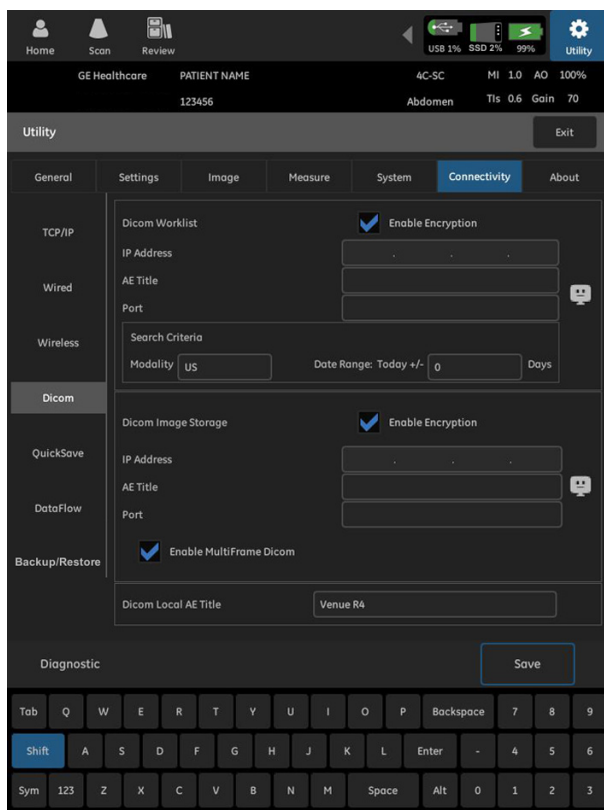 Home Scan Review USB 1% SSD 2% 99% Utility
GE Healthcare PATIENT NAME 4C-SC MI 1.0 AO 100%
123456 Abdomen TIs 0.6 Gain 70
Utility Exit
General Settings Image Measure System Connectivity About
TCP/IP
Wired
Wireless
Dicom
QuickSave
DataFlow
Backup/Restore
Dicom Worklist Enable Encryption
IP Address . . .
AE Title
Port
Search Criteria
Modality US Date Range: Today +/- 0 Days
Dicom Image Storage Enable Encryption
IP Address . . .
AE Title
Port
Enable MultiFrame Dicom
Dicom Local AE Title Venue R4
Diagnostic Save
Tab Q W E R T Y U I O P Backspace 7 8 9
Shift A S D F G H J K L Enter - 4 5 6
Sym 123 Z X C V B N M Space Alt 0 1 2 3